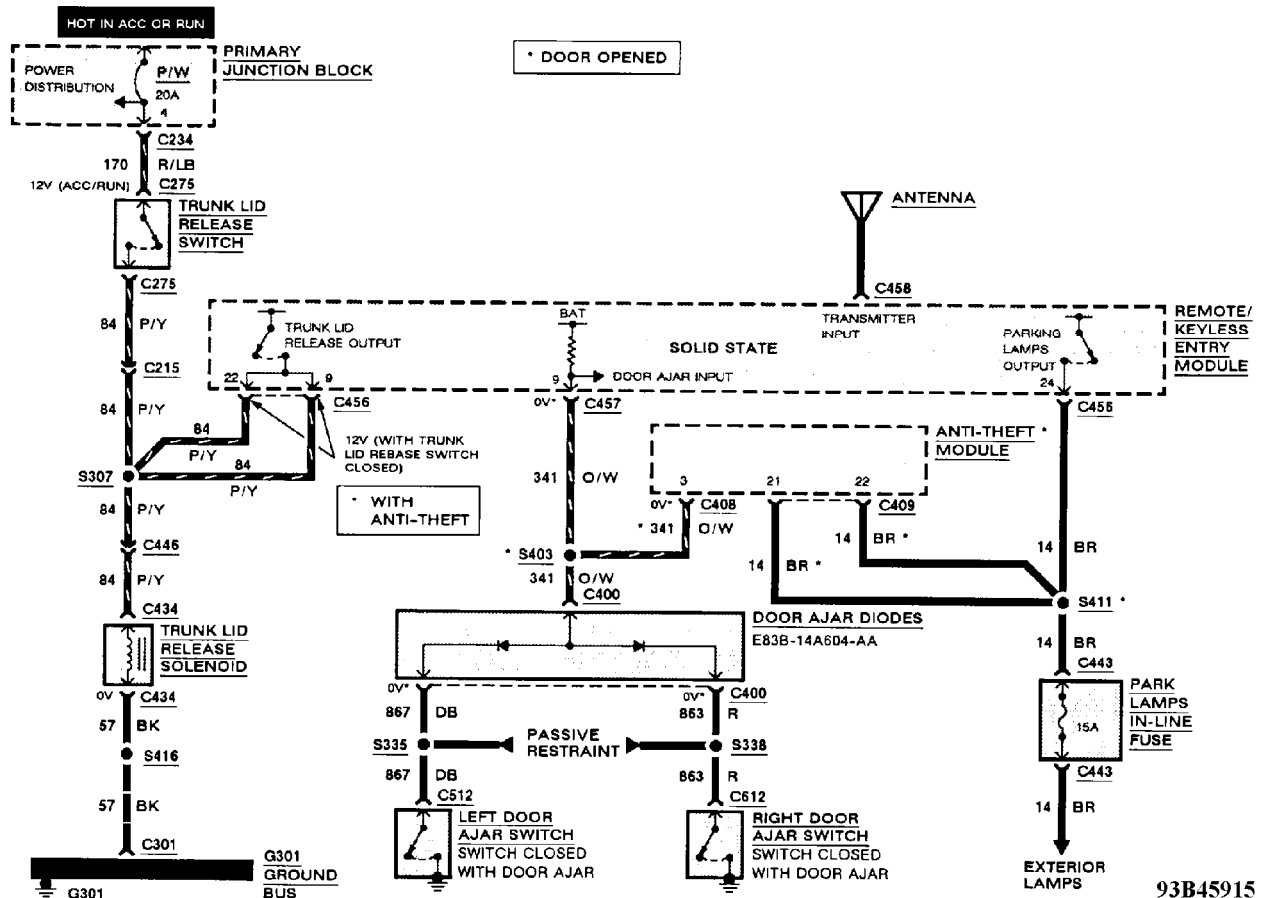 HOT IN ACC OR RUN
PRIMARY
JUNCTION BLOCK
POWER
DISTRIBUTION
P/W
20A
4
* DOOR OPENED
C234
170 R/LB
12V (ACC/RUN) C275
TRUNK LID
RELEASE
SWITCH
ANTENNA
C275
C458
84 P/Y
TRUNK LID
RELEASE OUTPUT
BAT
SOLID STATE
TRANSMITTER
INPUT
PARKING
LAMPS
OUTPUT
REMOTE/
KEYLESS
ENTRY
MODULE
C215
22 9
9 DOOR AJAR INPUT
24
84 P/Y
C456
0V* C457
C456
84
P/Y
12V (WITH TRUNK
LID REBASE SWITCH
CLOSED)
ANTI-THEFT *
MODULE
S307
84
P/Y
341 O/W
3 21 22
* WITH
ANTI-THEFT
0V* C408
C409
84 P/Y
* 341 O/W
C446
* S403
14 BR *
14 BR *
14 BR
84 P/Y
341 O/W
C434
C400
S411 *
TRUNK LID
RELEASE
SOLENOID
DOOR AJAR DIODES
E83B-14A604-AA
14 BR
C443
0V C434
0V*
0V* C400
PARK
LAMPS
IN-LINE
FUSE
15A
57 BK
867 DB
863 R
S416
S335
PASSIVE
RESTRAINT
S338
C443
867 DB
863 R
57 BK
C512
C612
14 BR
LEFT DOOR
AJAR SWITCH
SWITCH CLOSED
WITH DOOR AJAR
RIGHT DOOR
AJAR SWITCH
SWITCH CLOSED
WITH DOOR AJAR
C301
G301
GROUND
BUS
G301
EXTERIOR
LAMPS
93B45915